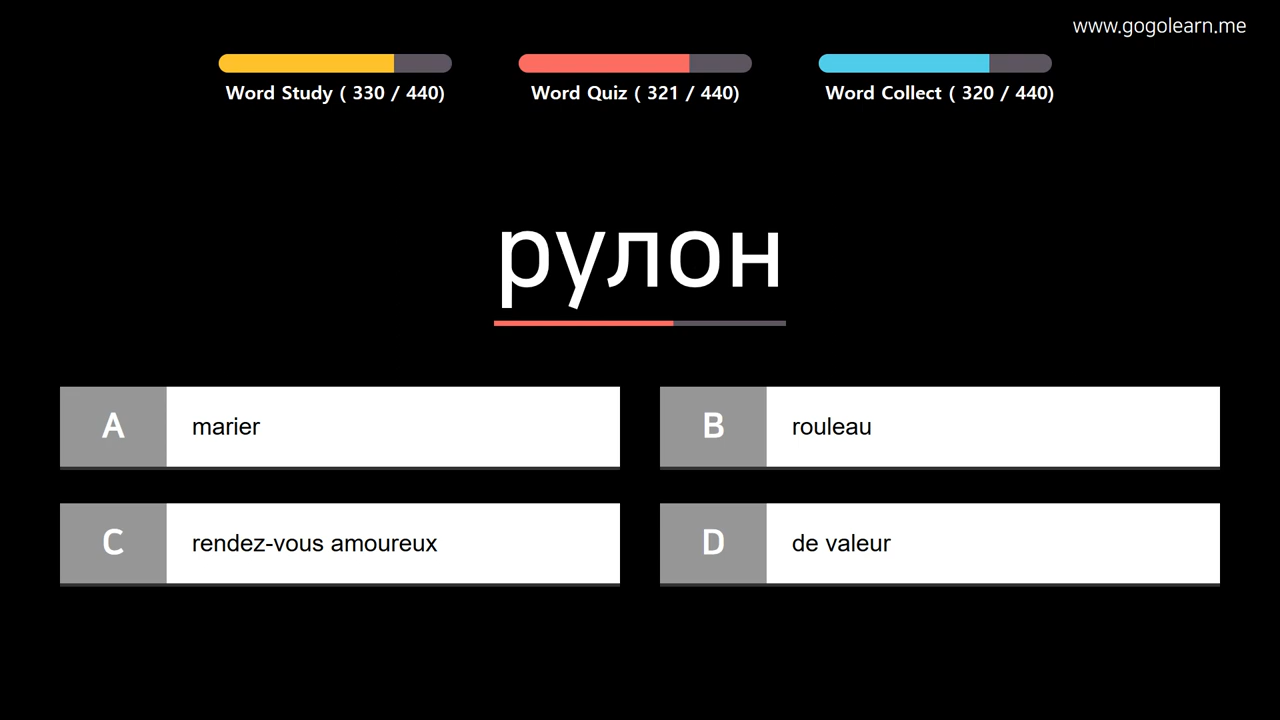 www.gogolearn.me
Word Study ( 330 / 440)
Word Quiz ( 321 / 440)
Word Collect ( 320 / 440)
рулон
A marier
B rouleau
C rendez-vous amoureux
D de valeur